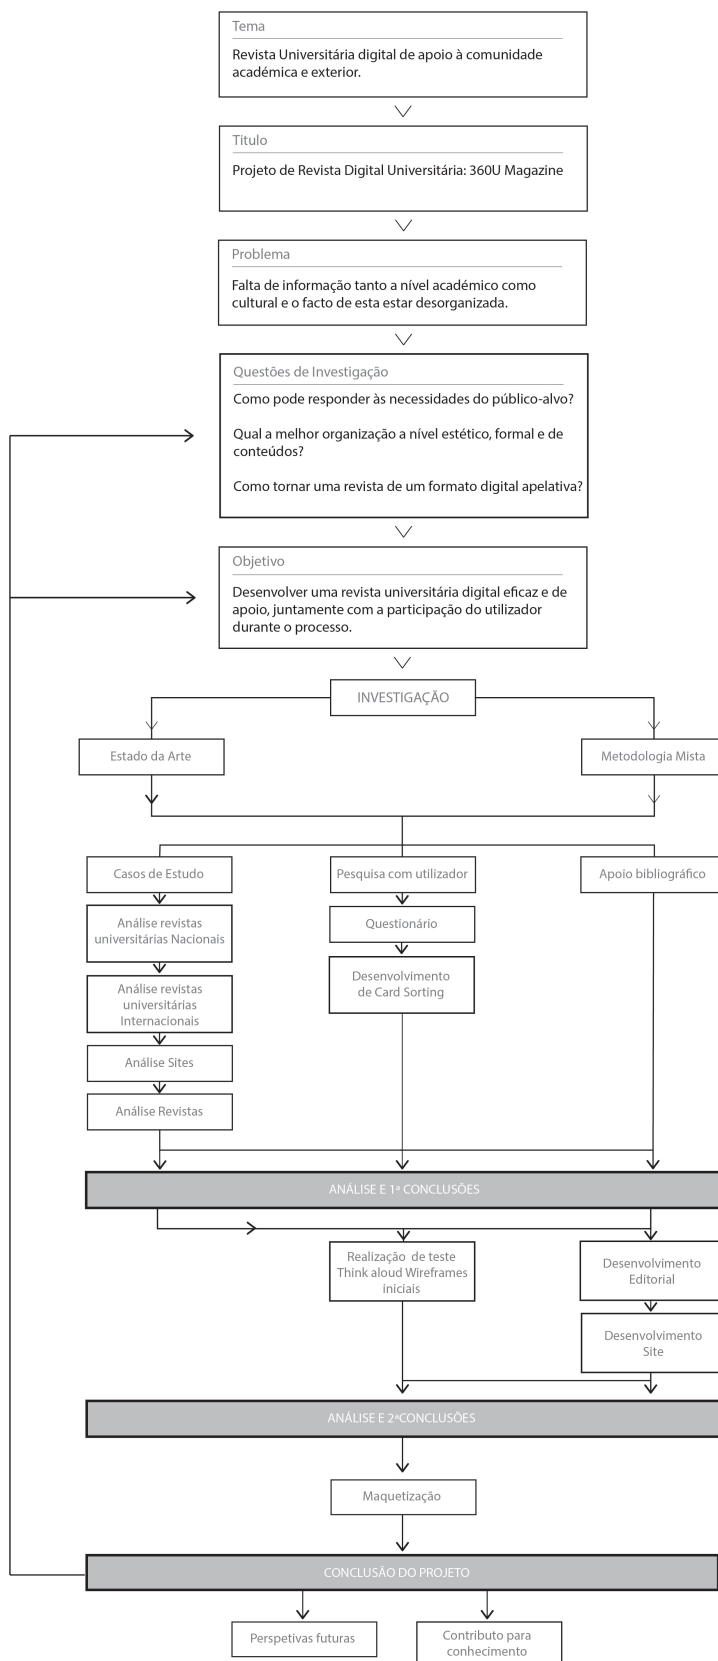 Tema
Revista Universitária digital de apoio à comunidade
académica e exterior.
Titulo
Projeto de Revista Digital Universitária: 360U Magazine
Problema
Falta de informação tanto a nível académico como
cultural e o facto de esta estar desorganizada.
Questões de Investigação
Como pode responder às necessidades do público-alvo?
Qual a melhor organização a nível estético, formal e de
conteúdos?
Como tornar uma revista de um formato digital apelativa?
Objetivo
Desenvolver uma revista universitária digital eficaz e de
apoio, juntamente com a participação do utilizador
durante o processo.
INVESTIGAÇÃO
Estado da Arte
Metodologia Mista
Casos de Estudo
Pesquisa com utilizador
Apoio bibliográfico
Análise revistas
universitárias Nacionais
Questionário
Desenvolvimento
de Card Sorting
Análise revistas
universitárias
Internacionais
Análise Sites
Análise Revistas
ANÁLISE E 1ª CONCLUSÕES
Realização  de teste
Think aloud Wireframes
iniciais
Desenvolvimento
Editorial
Desenvolvimento
Site
ANÁLISE E 2ªCONCLUSÕES
Maquetização
CONCLUSÃO DO PROJETO
Perspetivas futuras
Contributo para
conhecimento